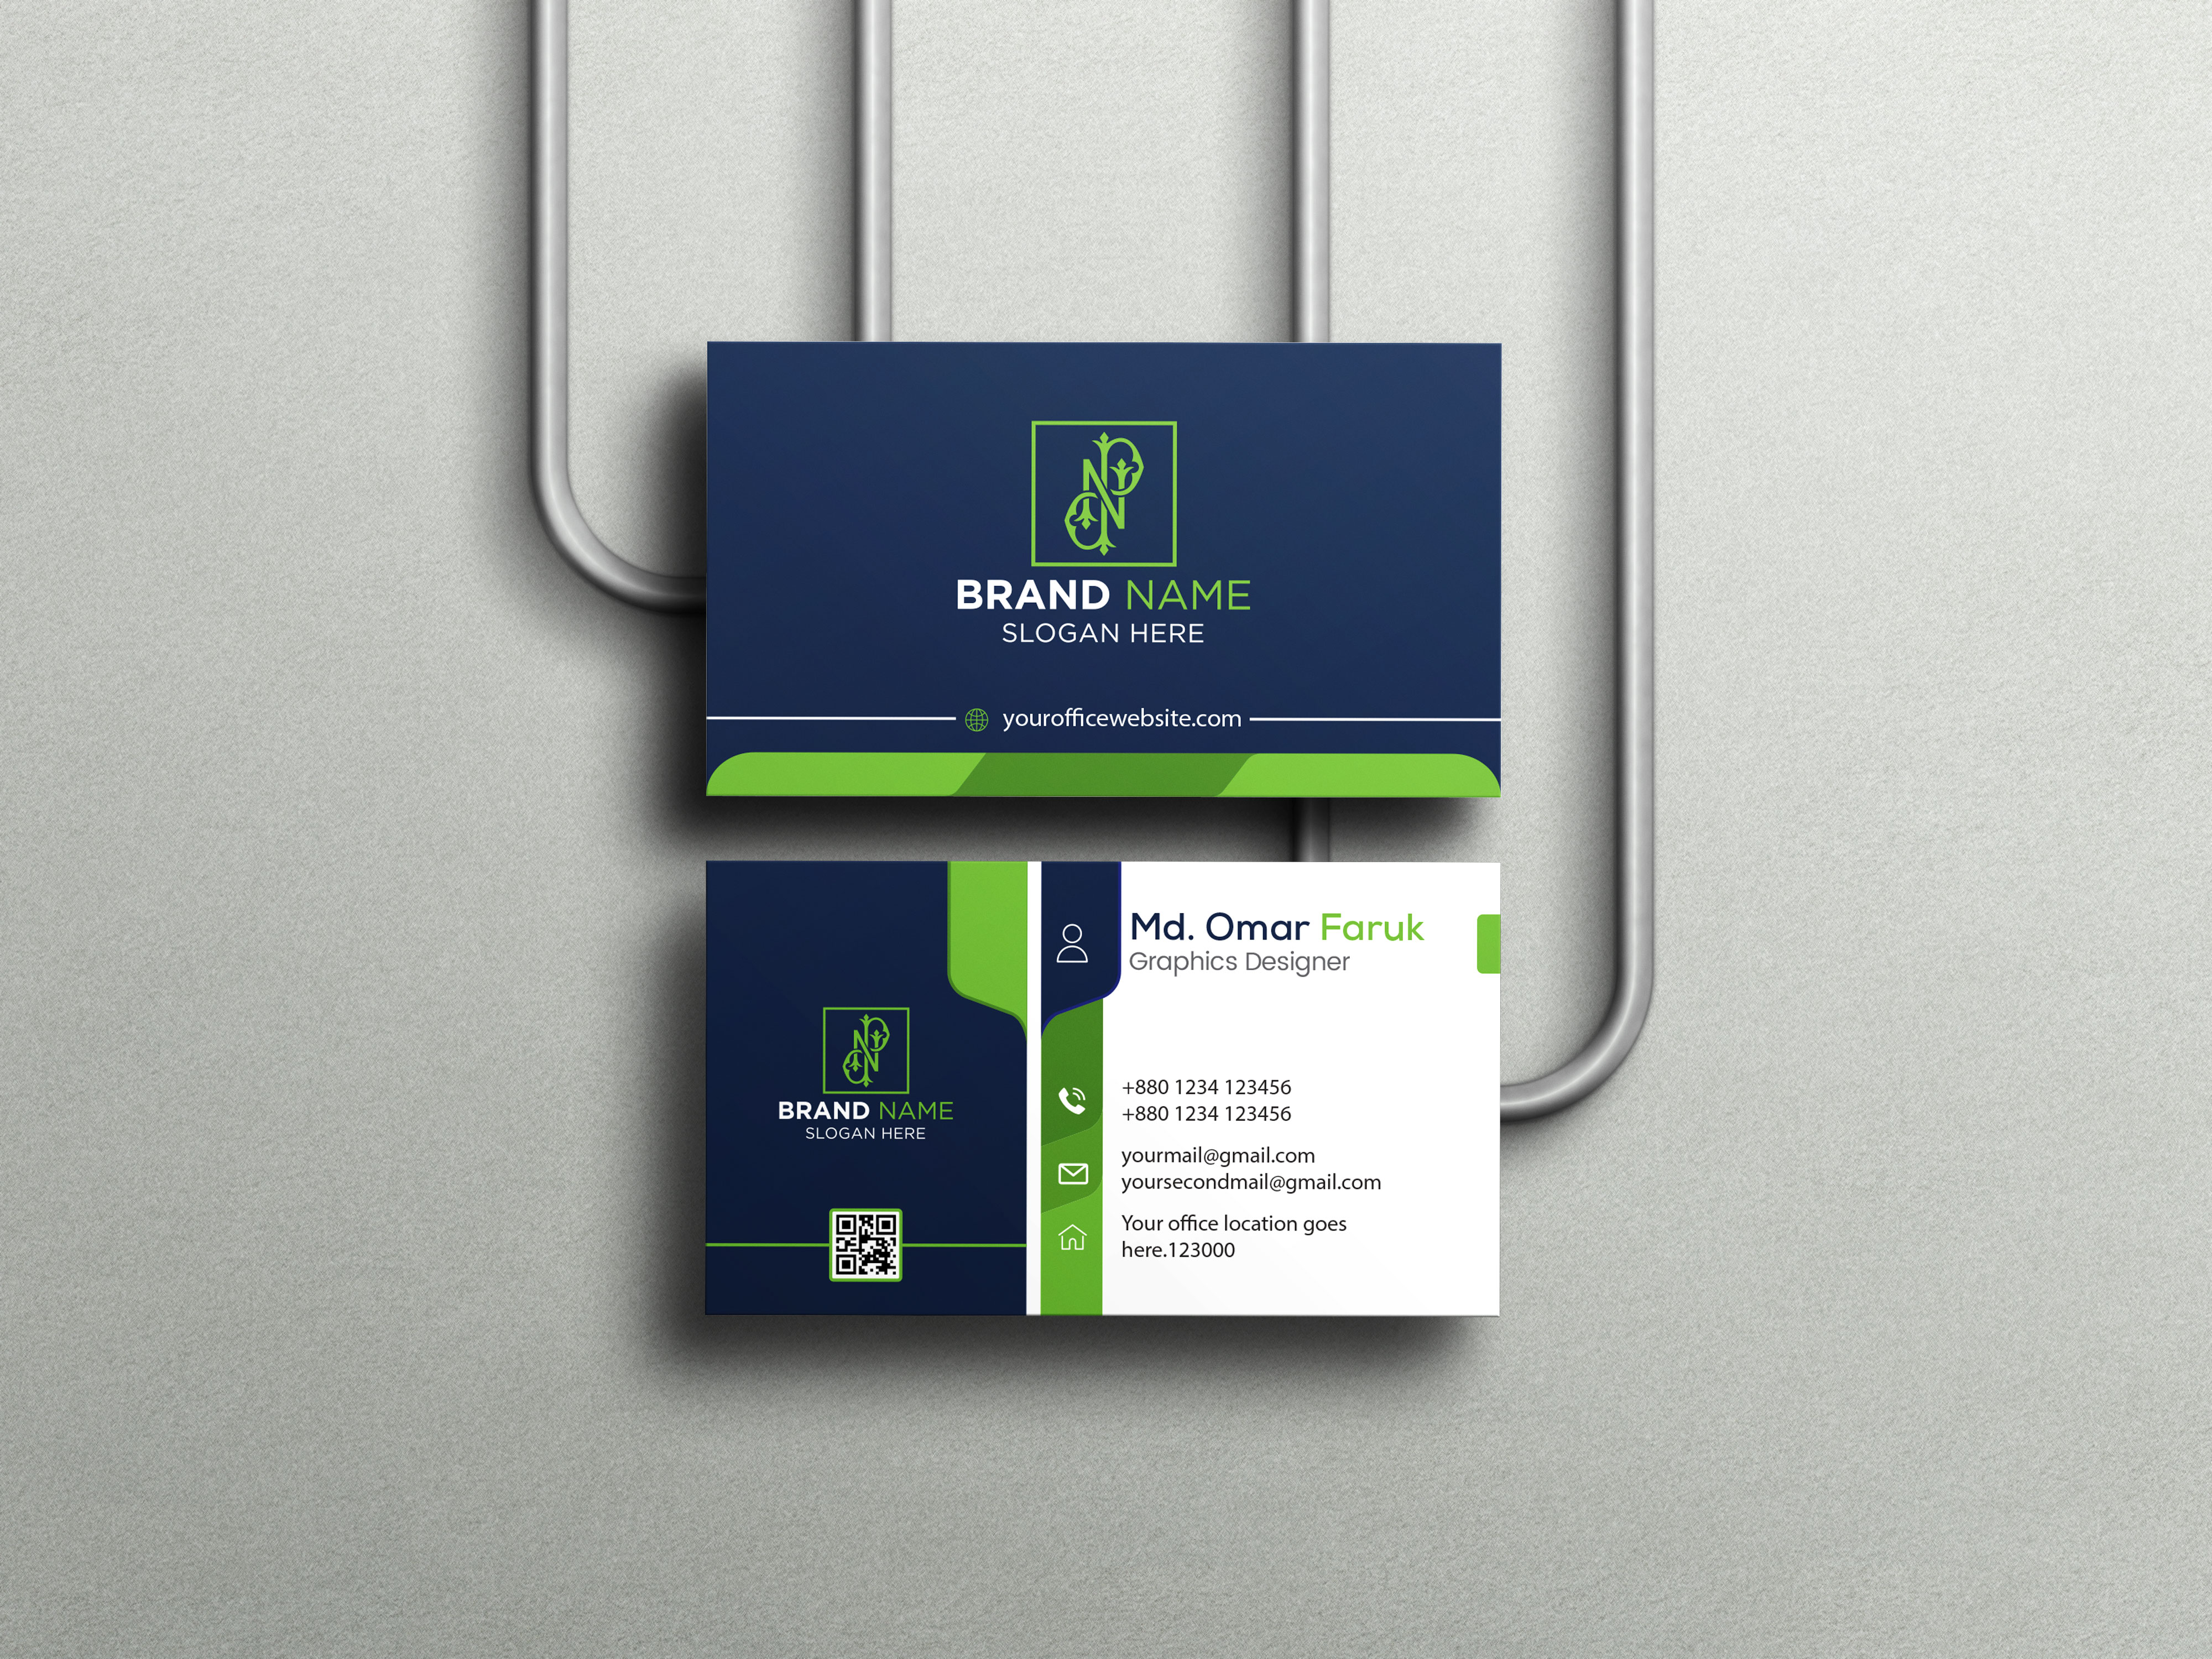 BRAND NAME
SLOGAN HERE
yourofficewebsite.com
Md. Omar Faruk
Graphics Designer
BRAND NAME
SLOGAN HERE
+880 1234 123456
+880 1234 123456
yourmail@gmail.com
yoursecondmail@gmail.com
Your office location goes
here.123000